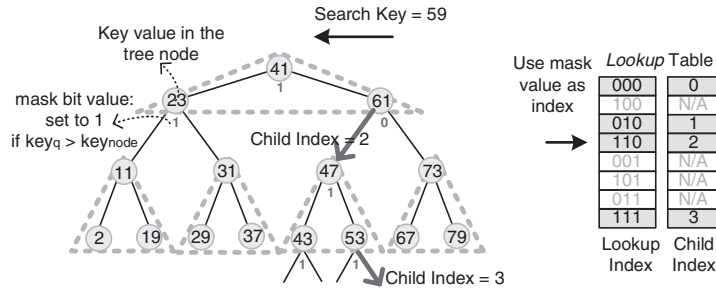 Search Key = 59
Key value in the
tree node
41
1
mask bit value:
set to 1
if keyq > keynode
23
1
61
0
Child Index = 2
11
31
47
1
73
2
19
29
37
43
1
53
1
67
79
Child Index = 3
Use mask
value as
index
Lookup Table
000 0
100 N/A
010 1
110 2
001 N/A
101 N/A
011 N/A
111 3
Lookup
Index
Child
Index